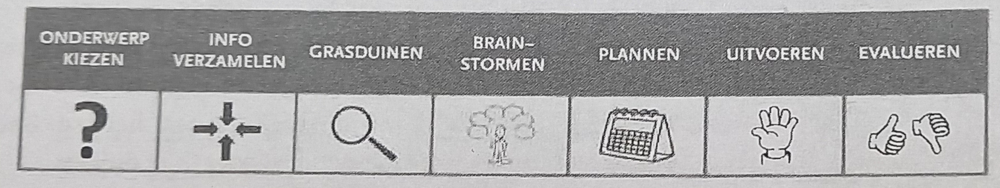 ONDERWERP
KIEZEN
INFO
VERZAMELEN
GRASDUINEN
BRAIN-
STORMEN
PLANNEN
UITVOEREN
EVALUEREN
?